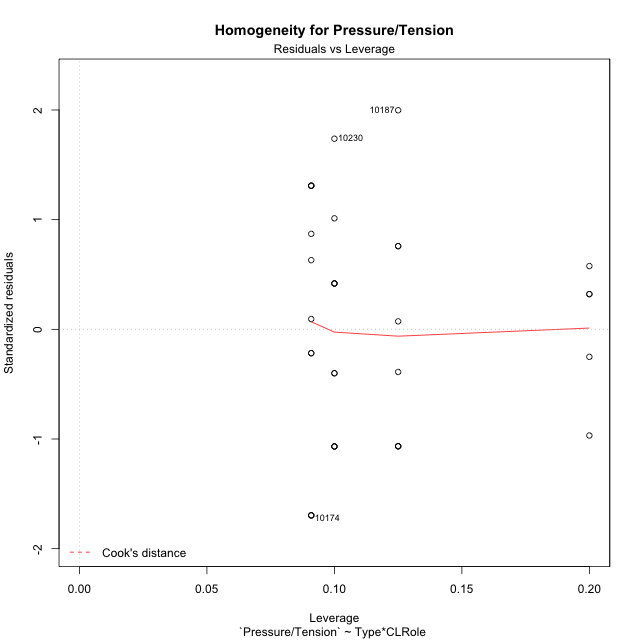 Homogeneity for Pressure/Tension
Residuals vs Leverage
2
1
0
-1
-2
Standardized residuals
10187
10230
10174
Cook's distance
0.00 0.05 0.10 0.15 0.20
Leverage
`Pressure/Tension` ~ Type*CLRole